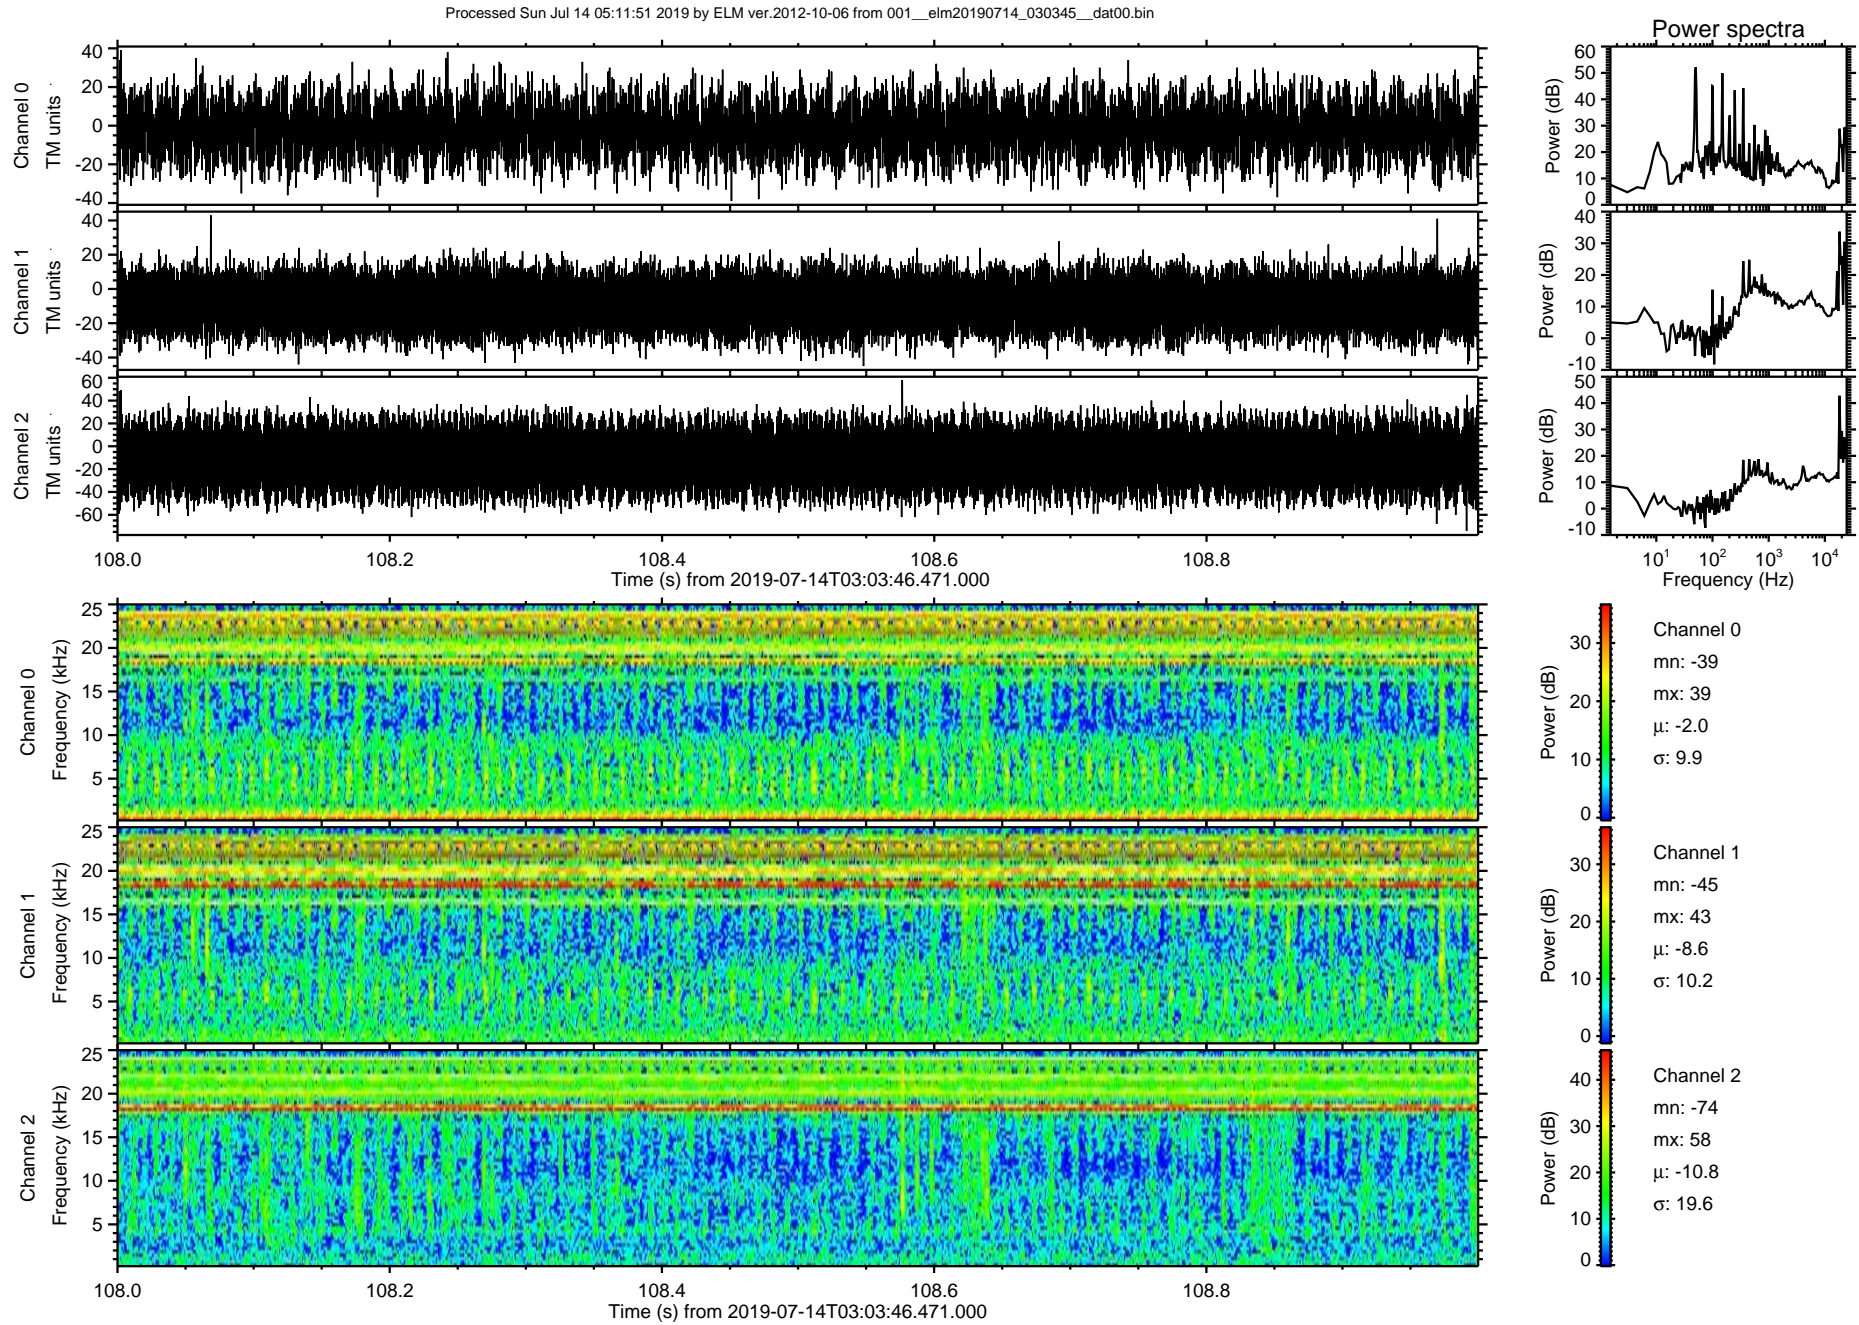 Processed Sun Jul 14 05:11:51 2019 by ELM ver.2012-10-06 from 001__elm20190714_030345__dat00.bin
Power spectra
Channel 0
TM units
40
20
0
-20
-40
Power (dB)
60
50
40
30
20
10
0
Channel 1
TM units
40
20
0
-20
-40
Power (dB)
40
30
20
10
0
-10
Channel 2
TM units
60
40
20
0
-20
-40
-60
Power (dB)
50
40
30
20
10
0
-10
108.0 108.2 108.4 108.6 108.8
Time (s) from 2019-07-14T03:03:46.471.000
10¹ 10² 10³ 10⁴
Frequency (Hz)
Channel 0
Frequency (kHz)
25
20
15
10
5
Power (dB)
30
20
10
0
Channel 0
mn: -39
mx: 39
µ: -2.0
σ: 9.9
Channel 1
Frequency (kHz)
25
20
15
10
5
Power (dB)
30
20
10
0
Channel 1
mn: -45
mx: 43
µ: -8.6
σ: 10.2
Channel 2
Frequency (kHz)
25
20
15
10
5
Power (dB)
40
30
20
10
0
Channel 2
mn: -74
mx: 58
µ: -10.8
σ: 19.6
108.0 108.2 108.4 108.6 108.8
Time (s) from 2019-07-14T03:03:46.471.000